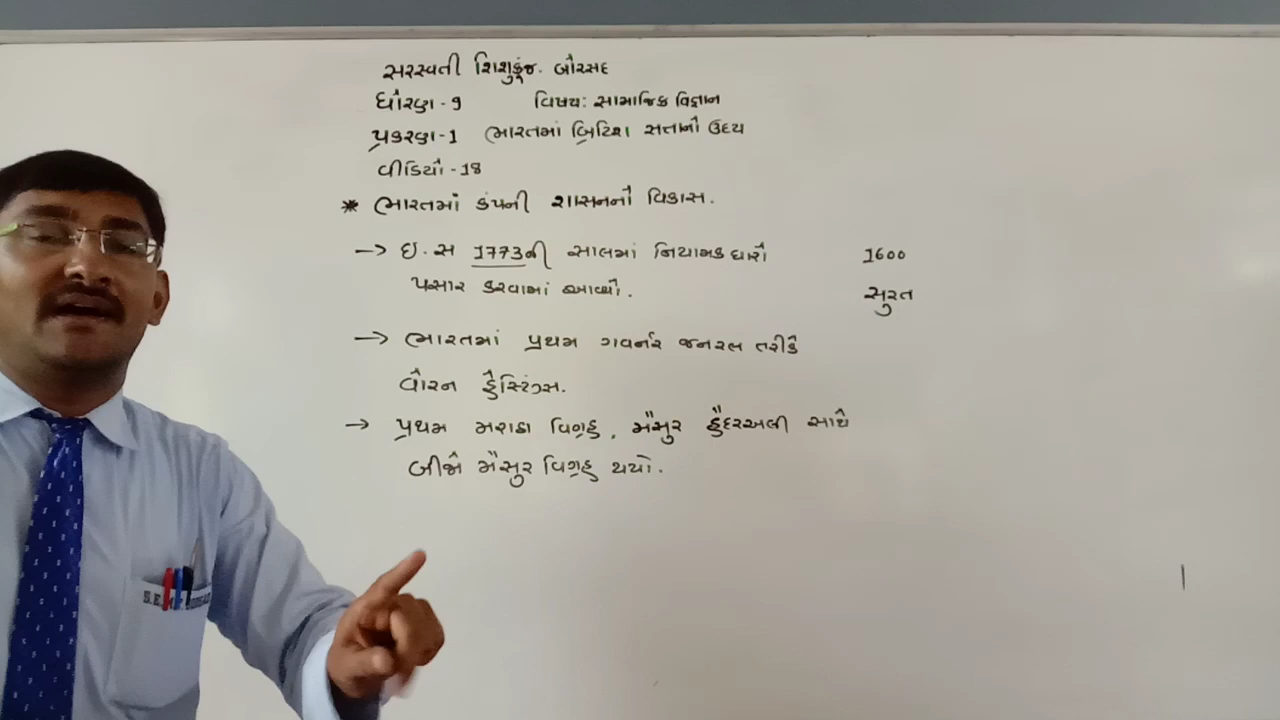 સરસ્વતી શિશુકુંજ. બોરસદ
ધોરણ - 9 વિષય: સામાજિક વિજ્ઞાન
પ્રકરણ - 1 ભારતમાં બ્રિટિશ સત્તાનો ઉદય
વીડિયો - 18
* ભારતમાં કંપની શાસનનો વિકાસ.
→ ઇ. સ 1773ની સાલમાં નિયામક ધારો
પસાર કરવામાં આવ્યો.
1600
સુરત
→ ભારતમાં પ્રથમ ગવર્નર જનરલ તરીકે
વોરન હેસ્ટિંગ્સ.
→ પ્રથમ મરાઠા વિગ્રહ, મૈસુર હૈદરઅલી સાથે
બીજો મૈસુર વિગ્રહ થયો.